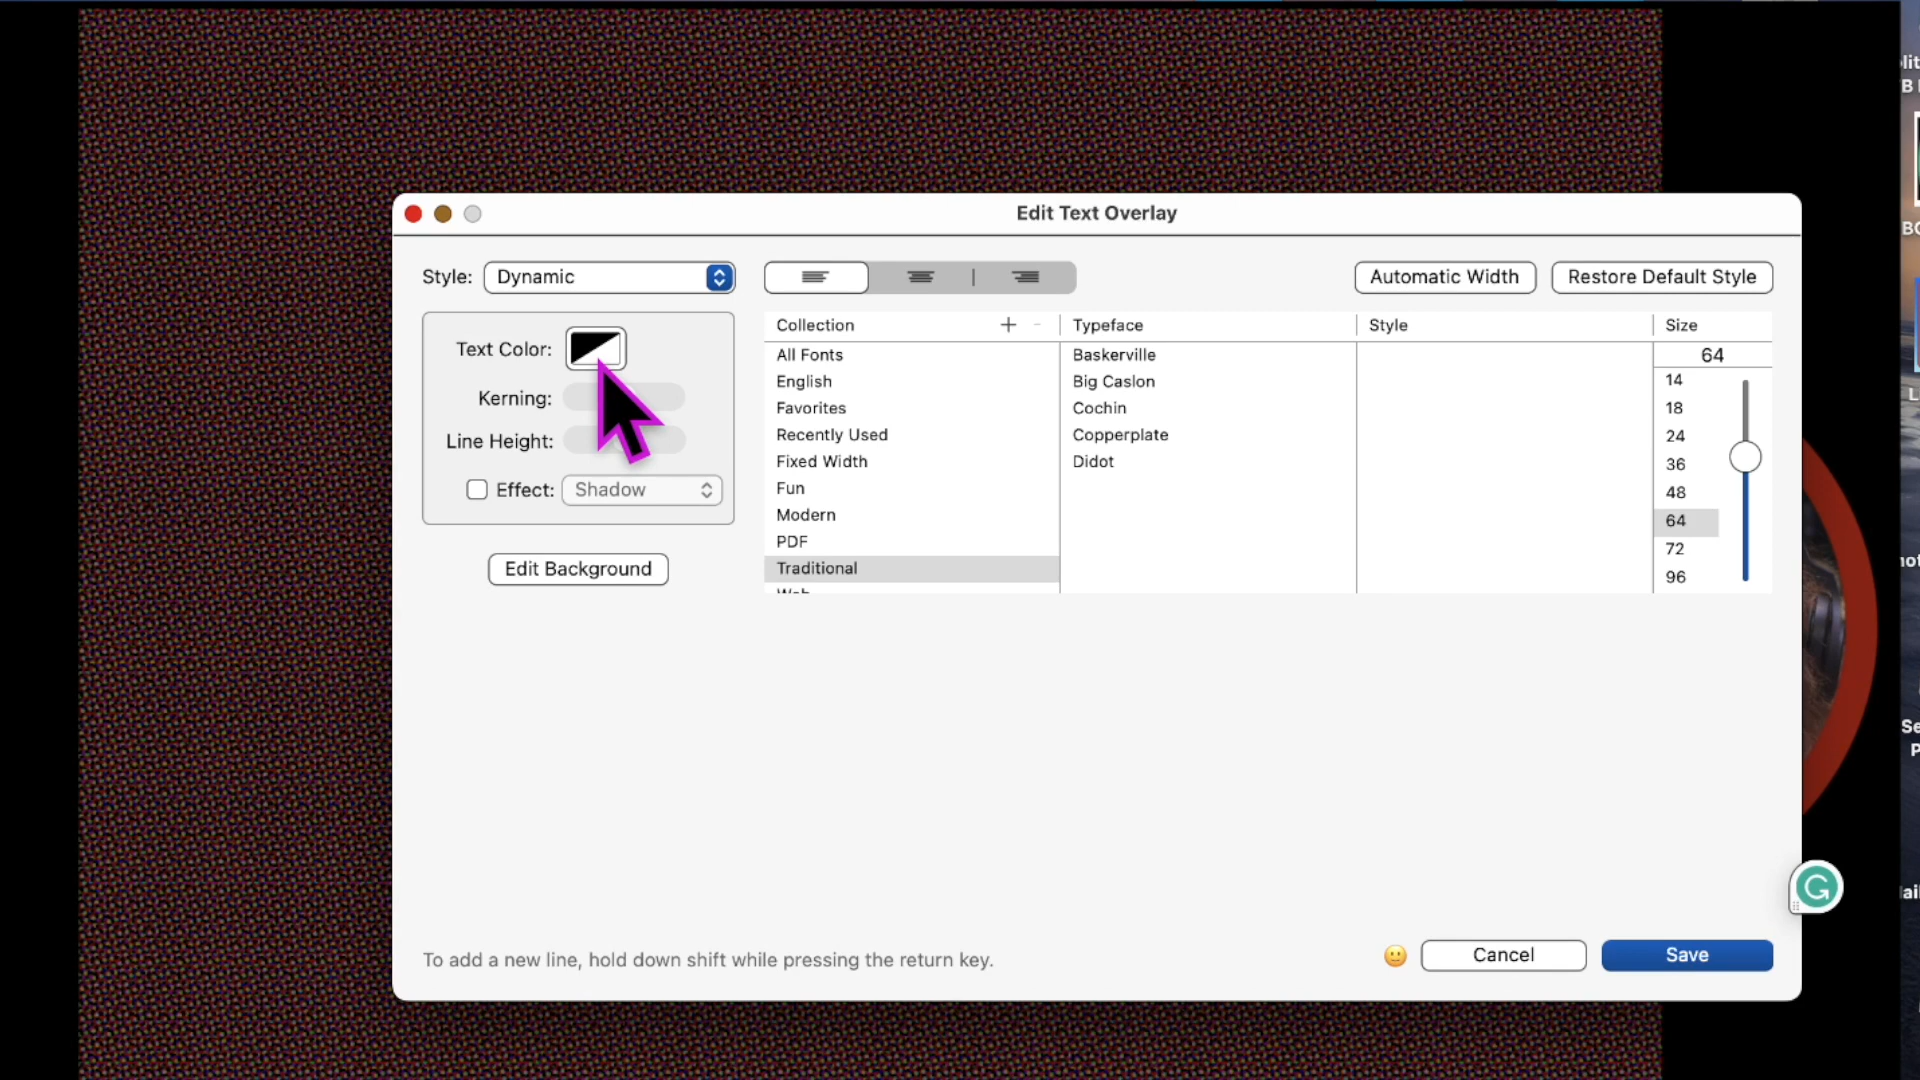 Edit Text Overlay
Style: Dynamic
Automatic Width
Restore Default Style
Text Color:
Kerning:
Line Height:
Effect: Shadow
Edit Background
Collection + -
All Fonts
English
Favorites
Recently Used
Fixed Width
Fun
Modern
PDF
Traditional
Typeface
Baskerville
Big Caslon
Cochin
Copperplate
Didot
Style
Size
64
14
18
24
36
48
64
72
96
To add a new line, hold down shift while pressing the return key.
Cancel
Save